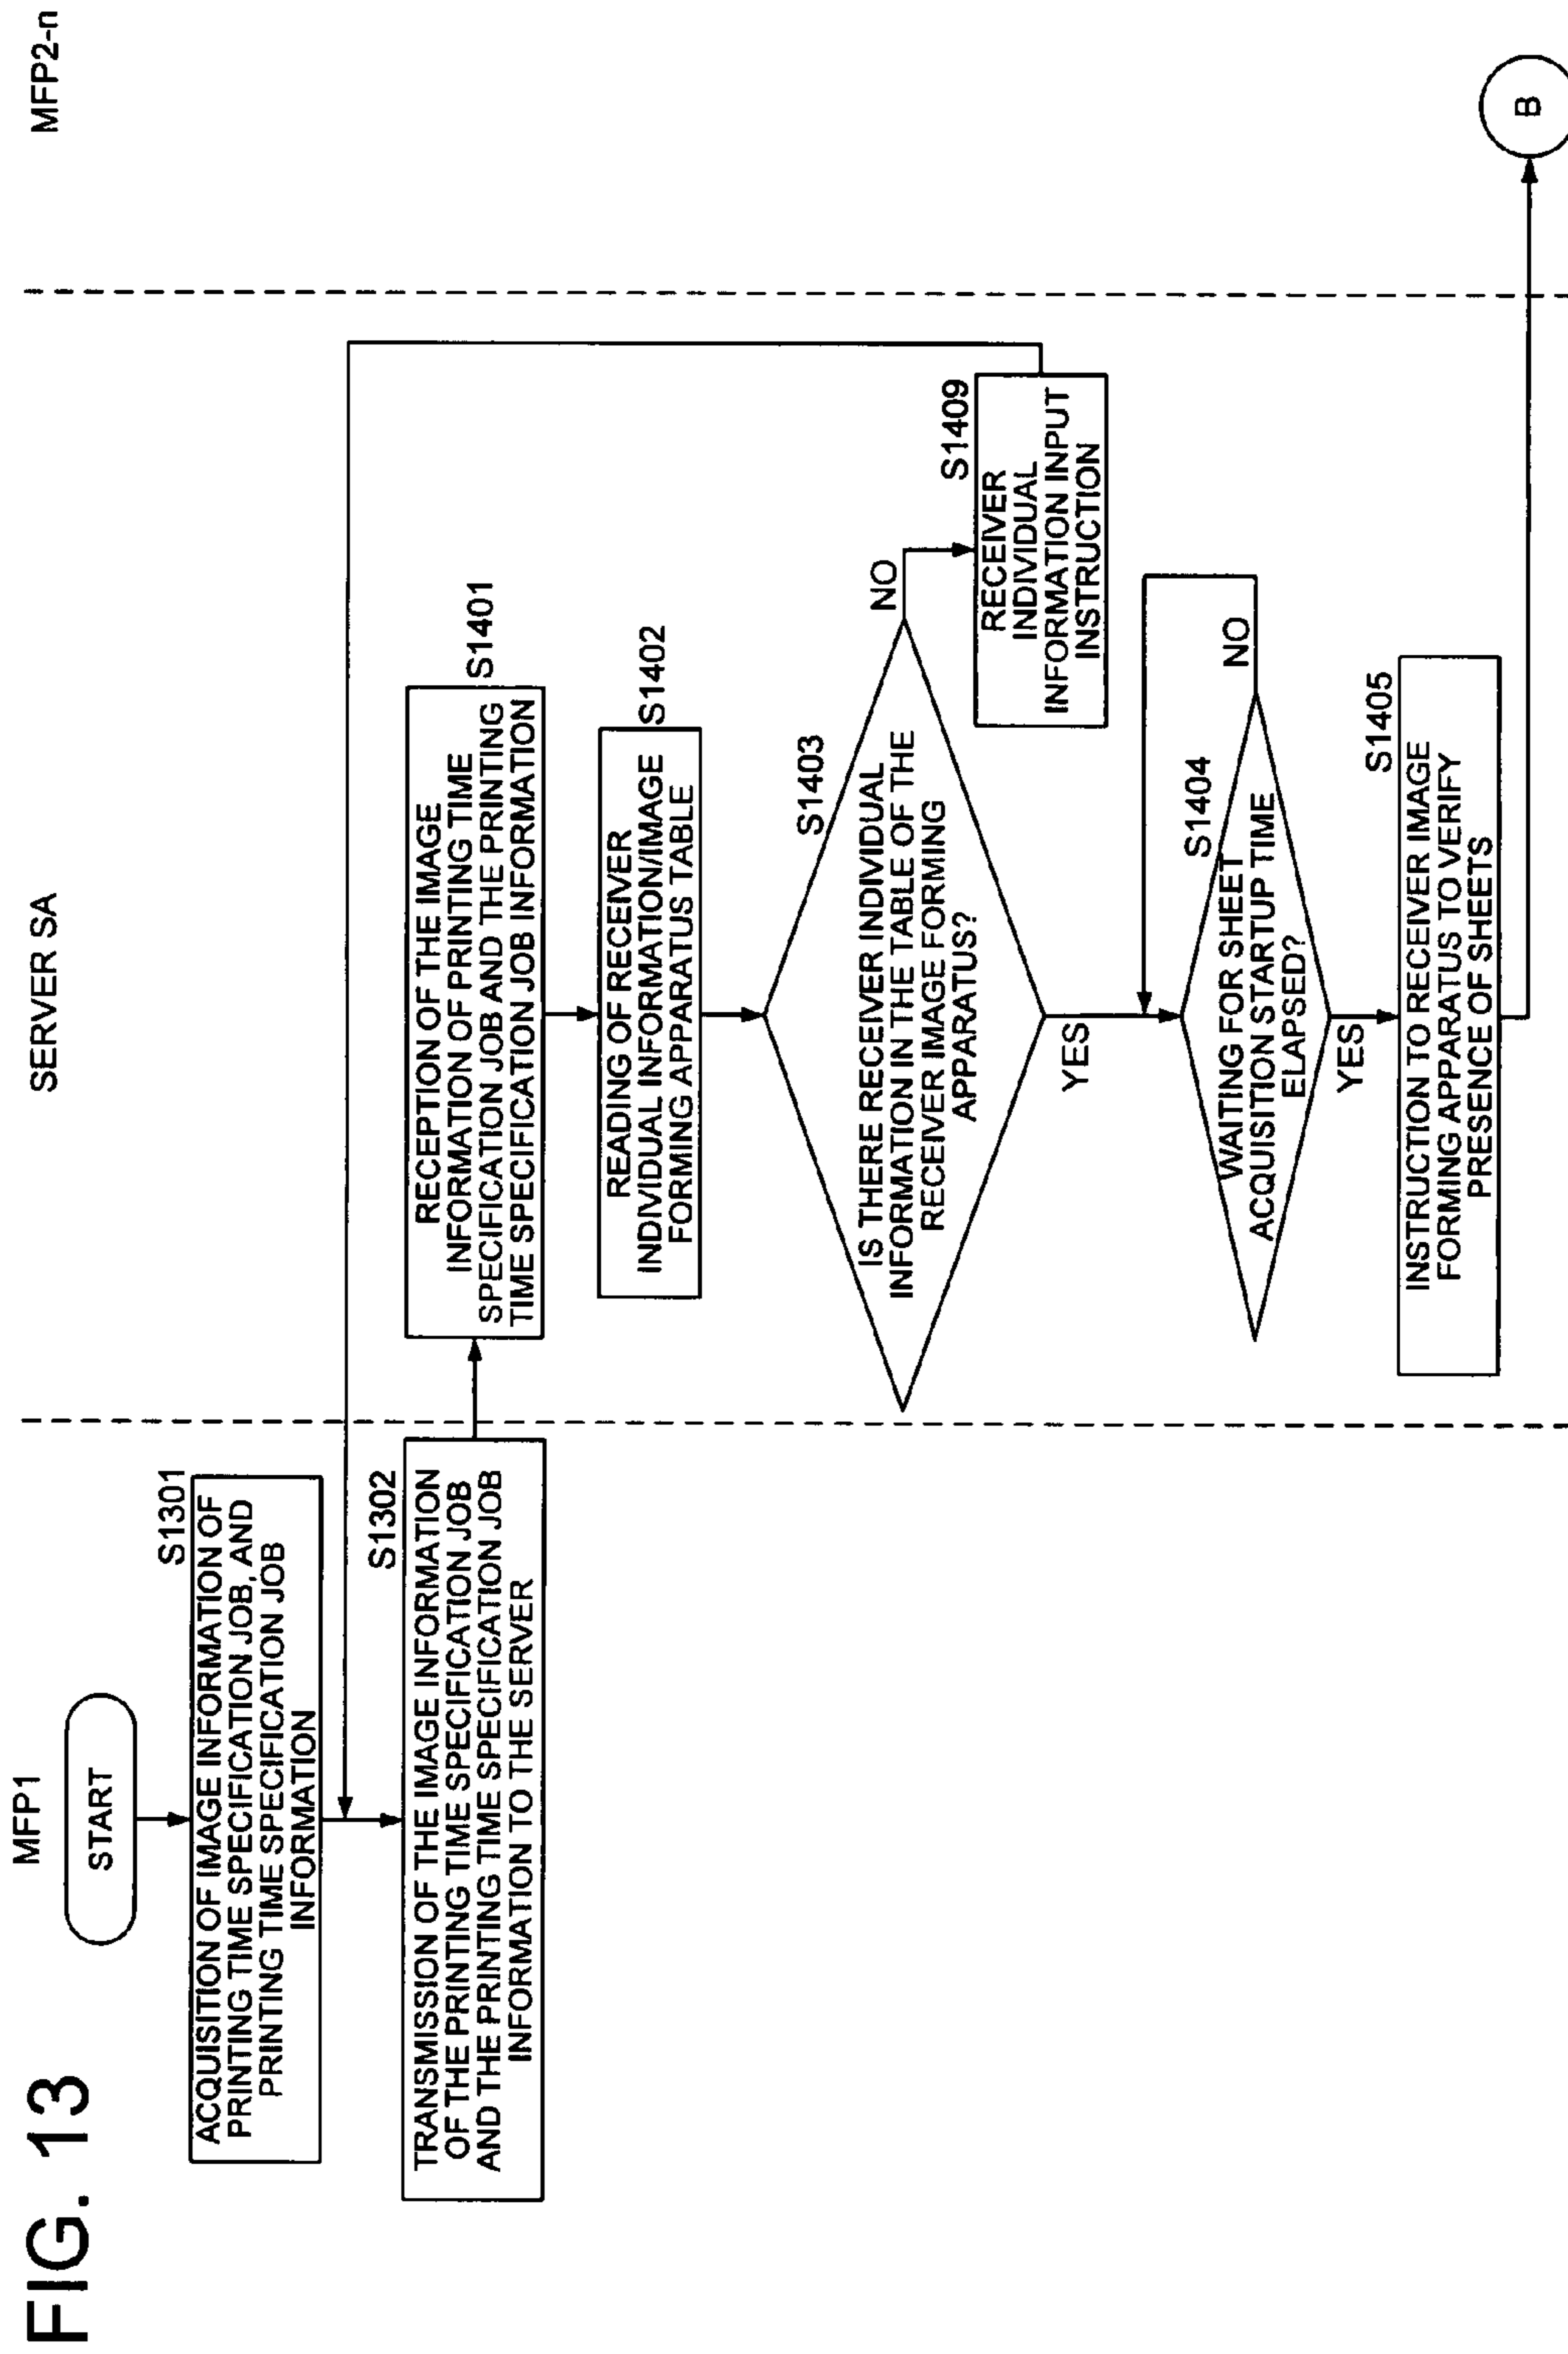 FIG. 13
MFP1
SERVER SA
MFP2-n
START
S1301
ACQUISITION OF IMAGE INFORMATION OF
PRINTING TIME SPECIFICATION JOB, AND
PRINTING TIME SPECIFICATION JOB
INFORMATION
S1302
TRANSMISSION OF THE IMAGE INFORMATION
OF THE PRINTING TIME SPECIFICATION JOB
AND THE PRINTING TIME SPECIFICATION JOB
INFORMATION TO THE SERVER
S1401
RECEPTION OF THE IMAGE
INFORMATION OF PRINTING TIME
SPECIFICATION JOB AND THE PRINTING
TIME SPECIFICATION JOB INFORMATION
S1402
READING OF RECEIVER
INDIVIDUAL INFORMATION/IMAGE
FORMING APPARATUS TABLE
S1403
IS THERE RECEIVER INDIVIDUAL
INFORMATION IN THE TABLE OF THE
RECEIVER IMAGE FORMING
APPARATUS?
NO
S1409
RECEIVER
INDIVIDUAL
INFORMATION INPUT
INSTRUCTION
YES
S1404
WAITING FOR SHEET
ACQUISITION STARTUP TIME
ELAPSED?
NO
YES
S1405
INSTRUCTION TO RECEIVER IMAGE
FORMING APPARATUS TO VERIFY
PRESENCE OF SHEETS
B